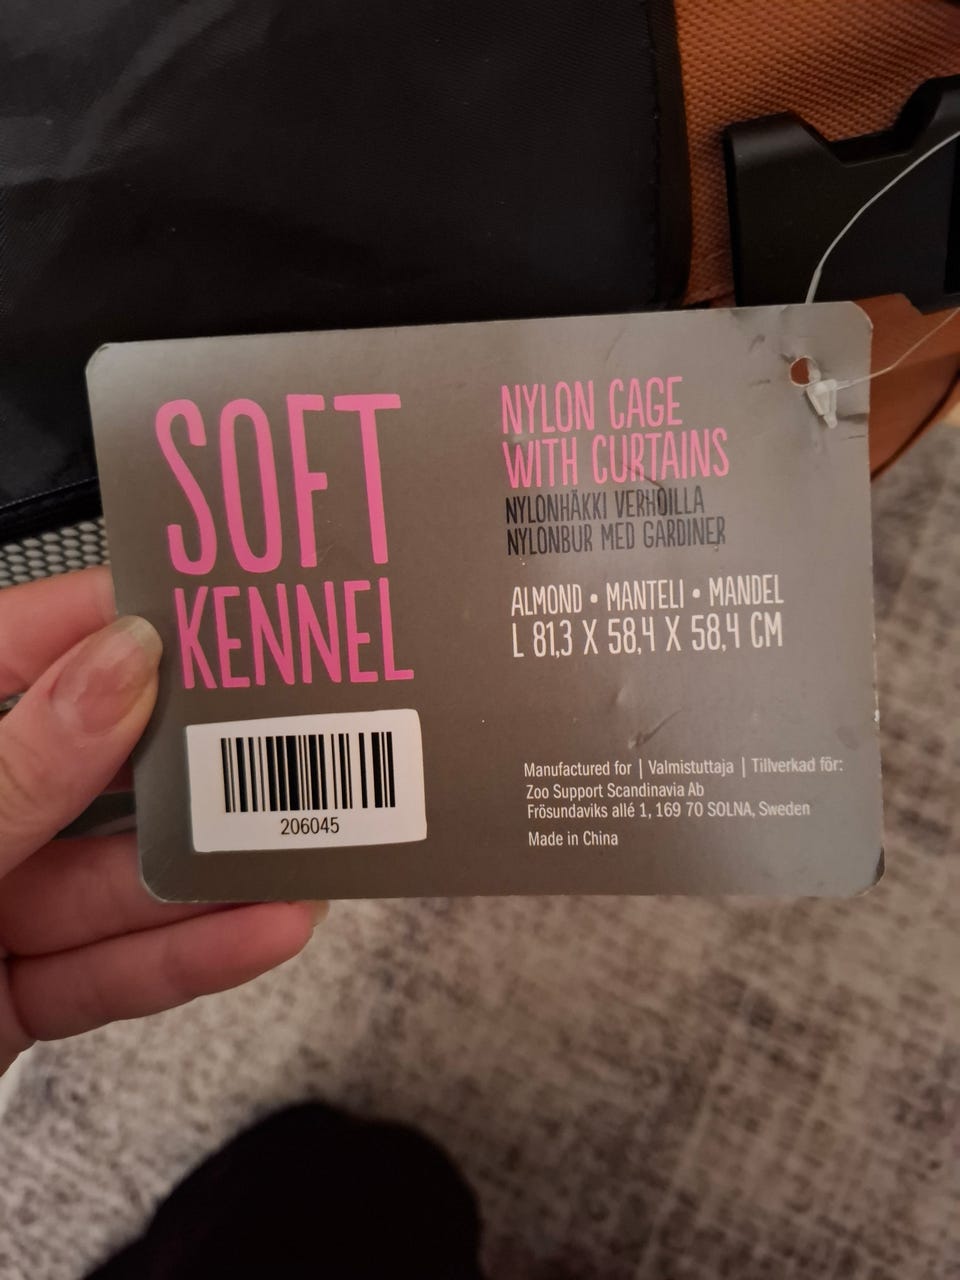 SOFT
KENNEL
206045
NYLON CAGE
WITH CURTAINS
NYLONHÄKKI VERHOILLA
NYLONBUR MED GARDINER
ALMOND • MANTELI • MANDEL
L 81,3 X 58,4 X 58,4 CM
Manufactured for | Valmistuttaja | Tillverkad för:
Zoo Support Scandinavia Ab
Frösundaviks allé 1, 169 70 SOLNA, Sweden
Made in China